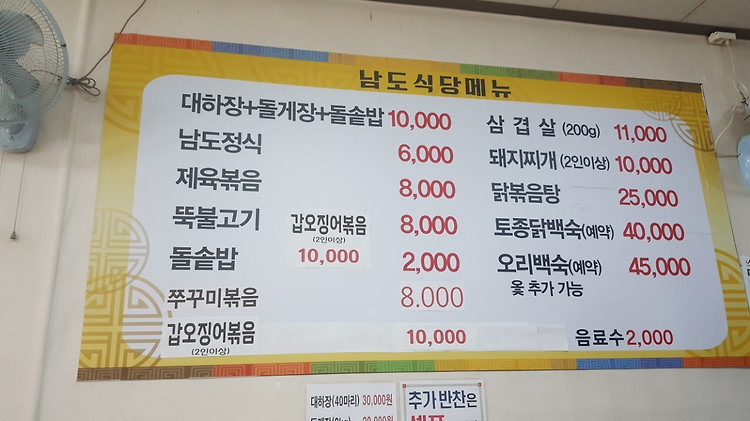 남도식당메뉴
대하장+돌게장+돌솥밥 10,000
남도정식 6,000
제육볶음 8,000
뚝불고기 8,000
갑오징어볶음
(2인이상)
10,000
돌솥밥 2,000
쭈꾸미볶음 8.000
갑오징어볶음 10,000
(2인이상)
삼겹살 (200g) 11,000
돼지찌개 (2인이상) 10,000
닭볶음탕 25,000
토종닭백숙(예약) 40,000
오리백숙(예약) 45,000
옻 추가 가능
음료수 2,000
대하장(40마리) 30,000원
추가 반찬은